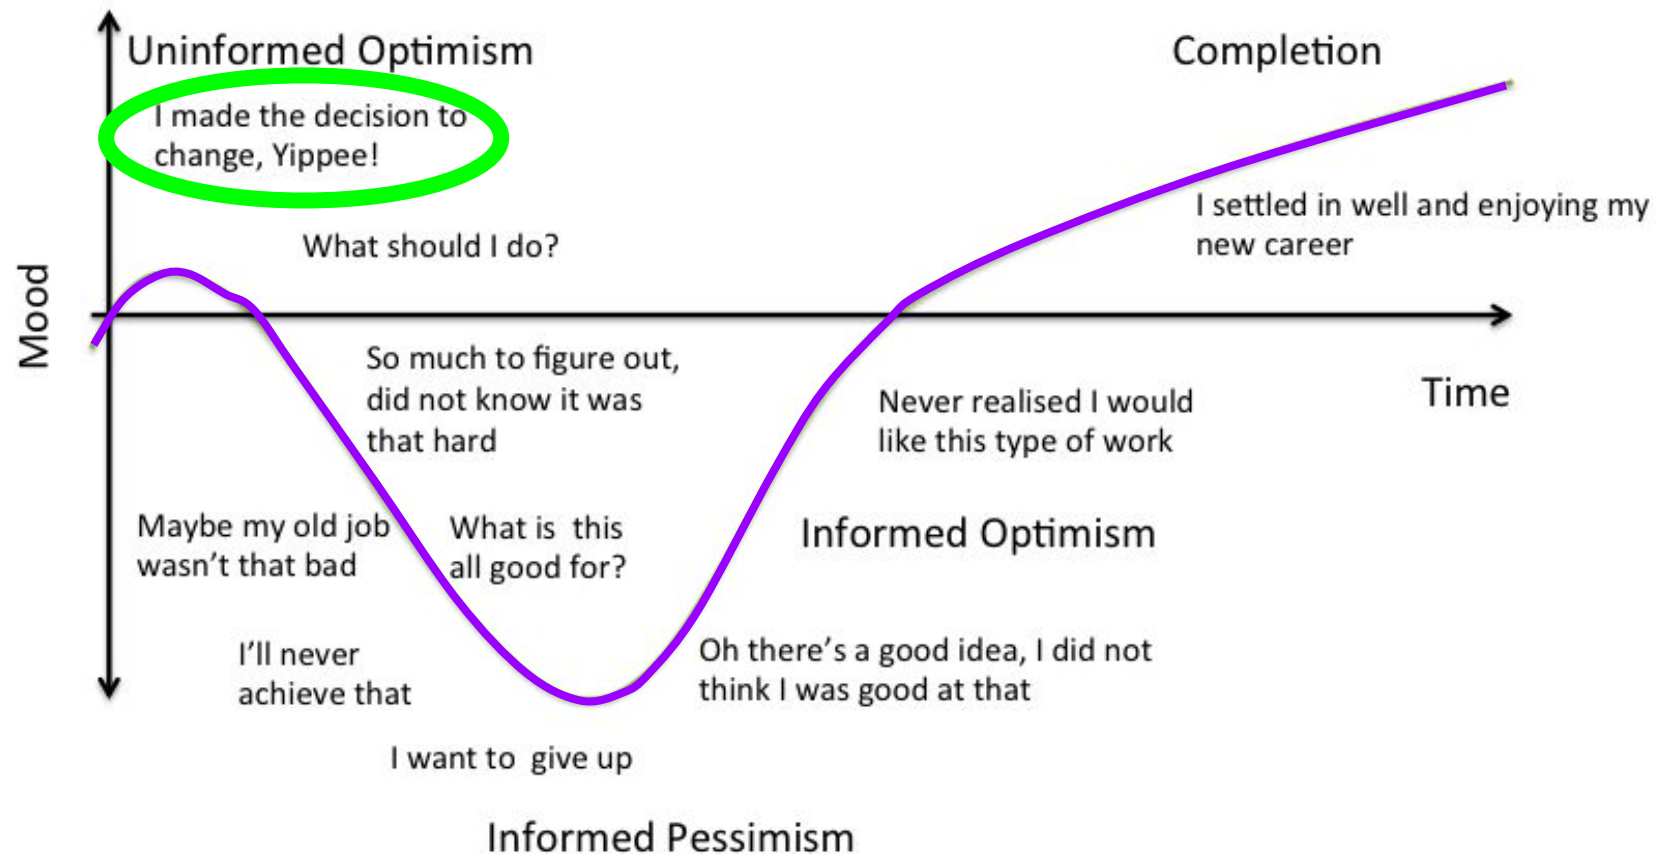 Uninformed Optimism
I made the decision to
change, Yippee!
What should I do?
Completion
I settled in well and enjoying my
new career
Mood
Time
So much to figure out,
did not know it was
that hard
Never realised I would
like this type of work
Maybe my old job
wasn't that bad
What is this
all good for?
Informed Optimism
I'll never
achieve that
Oh there's a good idea, I did not
think I was good at that
I want to give up
Informed Pessimism